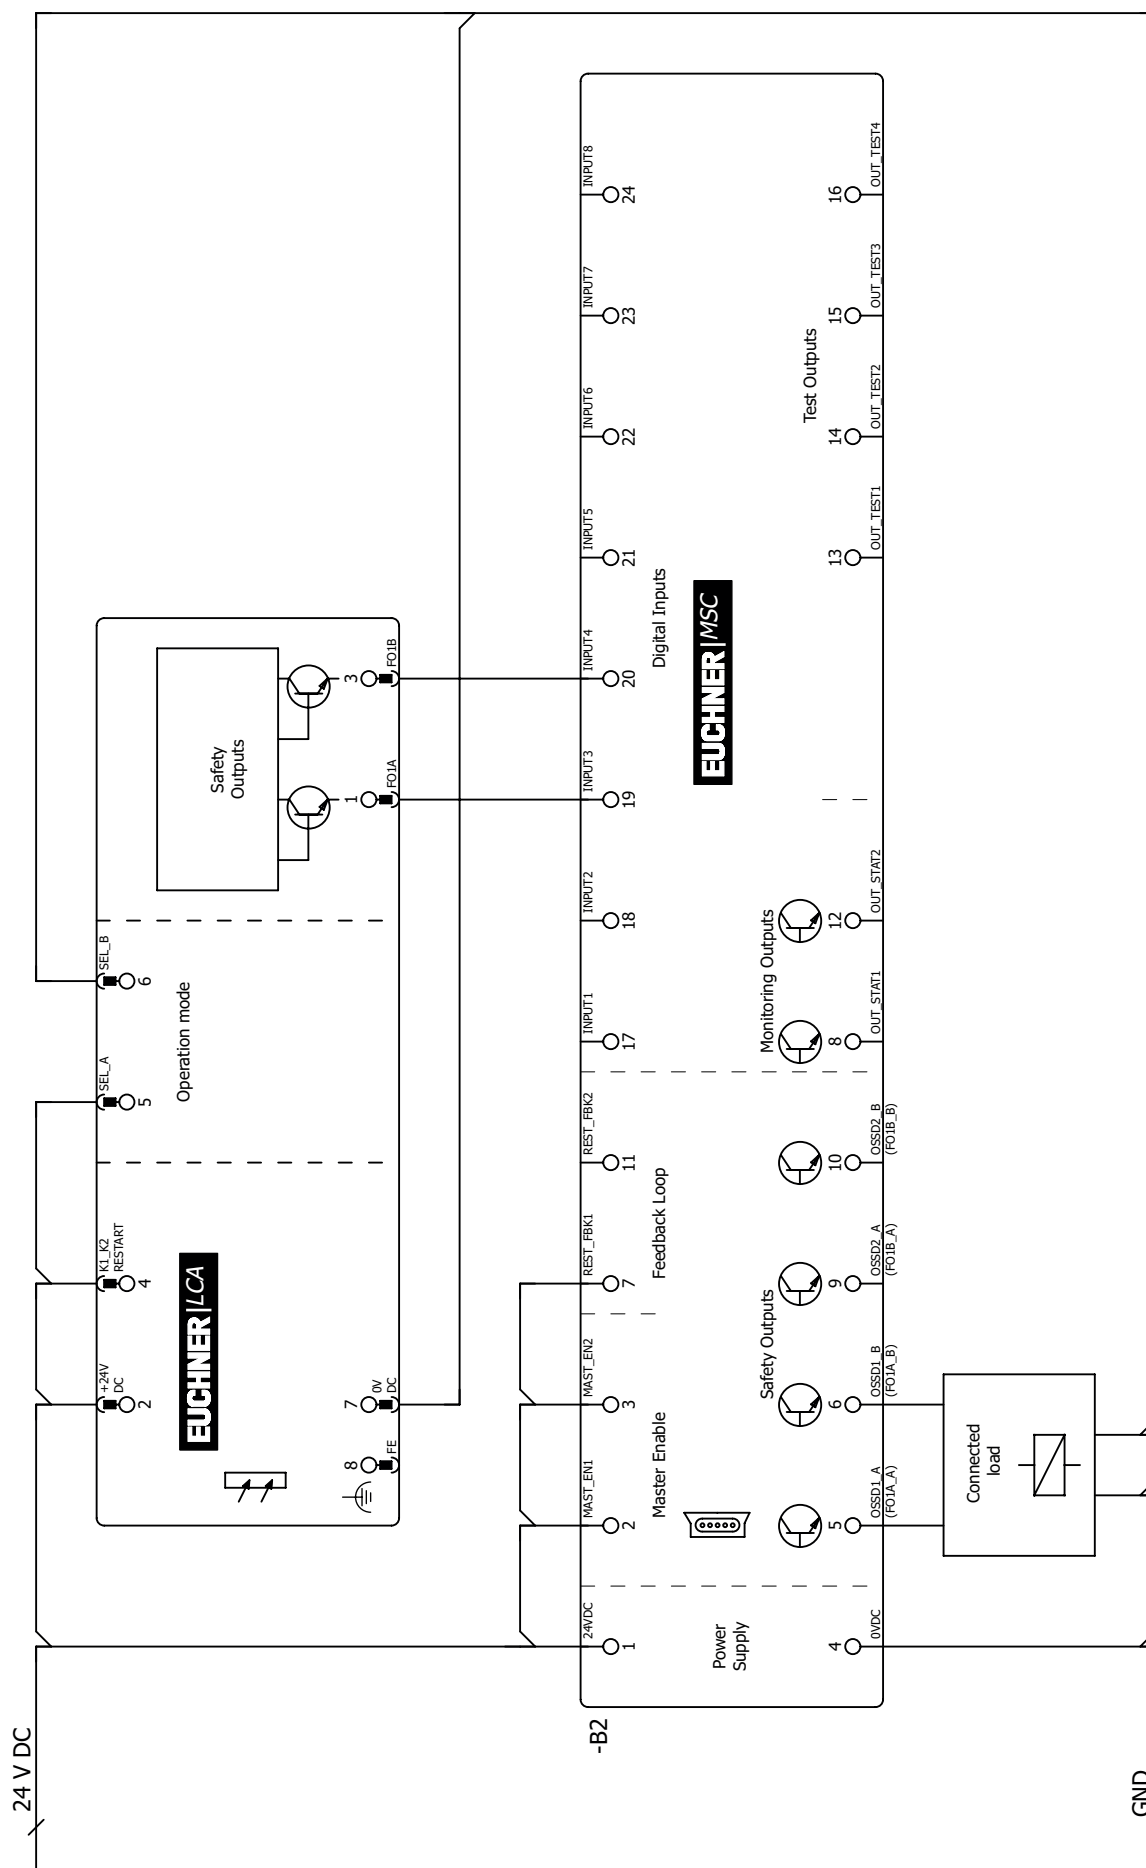 24 V DC
+24V
DC
2
K1_K2
RESTART
4
SEL_A
5
SEL_B
6
EUCHNER|LCA
Operation mode
Safety
Outputs
8
FE
7
0V
DC
1
FO1A
3
FO1B
-B2
24VDC
1
MAST_EN1
2
MAST_EN2
3
REST_FBK1
7
REST_FBK2
11
INPUT1
17
INPUT2
18
INPUT3
19
INPUT4
20
INPUT5
21
INPUT6
22
INPUT7
23
INPUT8
24
Power
Supply
Master Enable
Feedback Loop
Digital Inputs
EUCHNER|MSC
Safety Outputs
Monitoring Outputs
Test Outputs
4
0VDC
5
OSSD1_A
(FO1A_A)
6
OSSD1_B
(FO1A_B)
9
OSSD2_A
(FO1B_A)
10
OSSD2_B
(FO1B_B)
8
OUT_STAT1
12
OUT_STAT2
13
OUT_TEST1
14
OUT_TEST2
15
OUT_TEST3
16
OUT_TEST4
Connected
load
GND